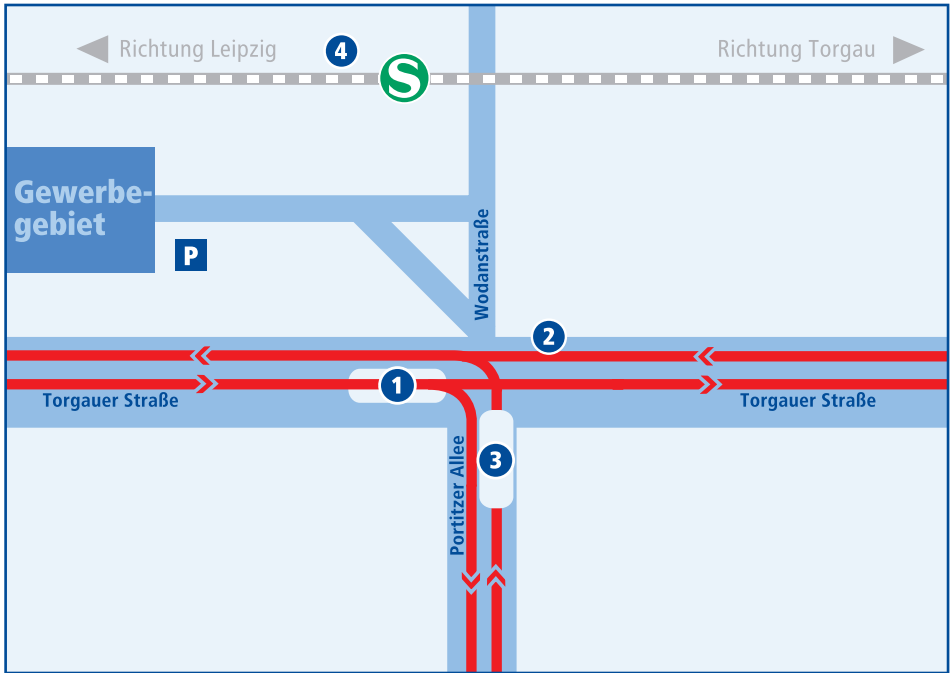 Richtung Leipzig
4
Richtung Torgau
S
Gewerbe-
gebiet
P
Wodanstraße
2
1
Torgauer Straße
Torgauer Straße
3
Portitzer Allee